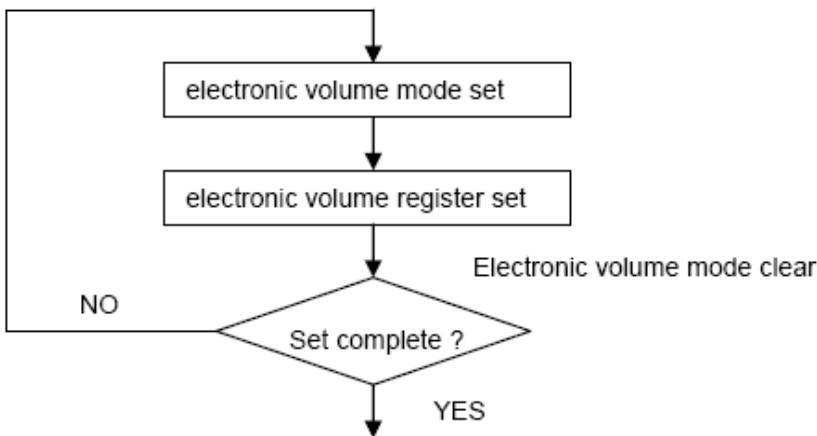 electronic volume mode set
electronic volume register set
Electronic volume mode clear
NO
Set complete ?
YES